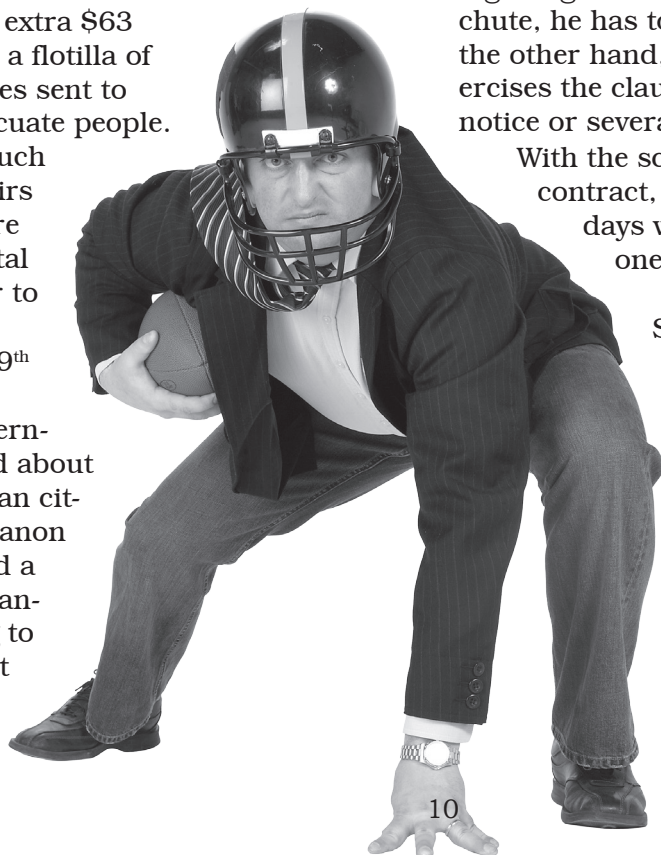 extra $63
a flotilla of
es sent to
cuate people.
uch
irs
re
tal
r to
9th
ern-
d about
an cit-
anon
d a
an-
to
t
chute, he has to
the other hand,
ercises the clau
notice or severa
With the so
contract,
days w
one
S
10